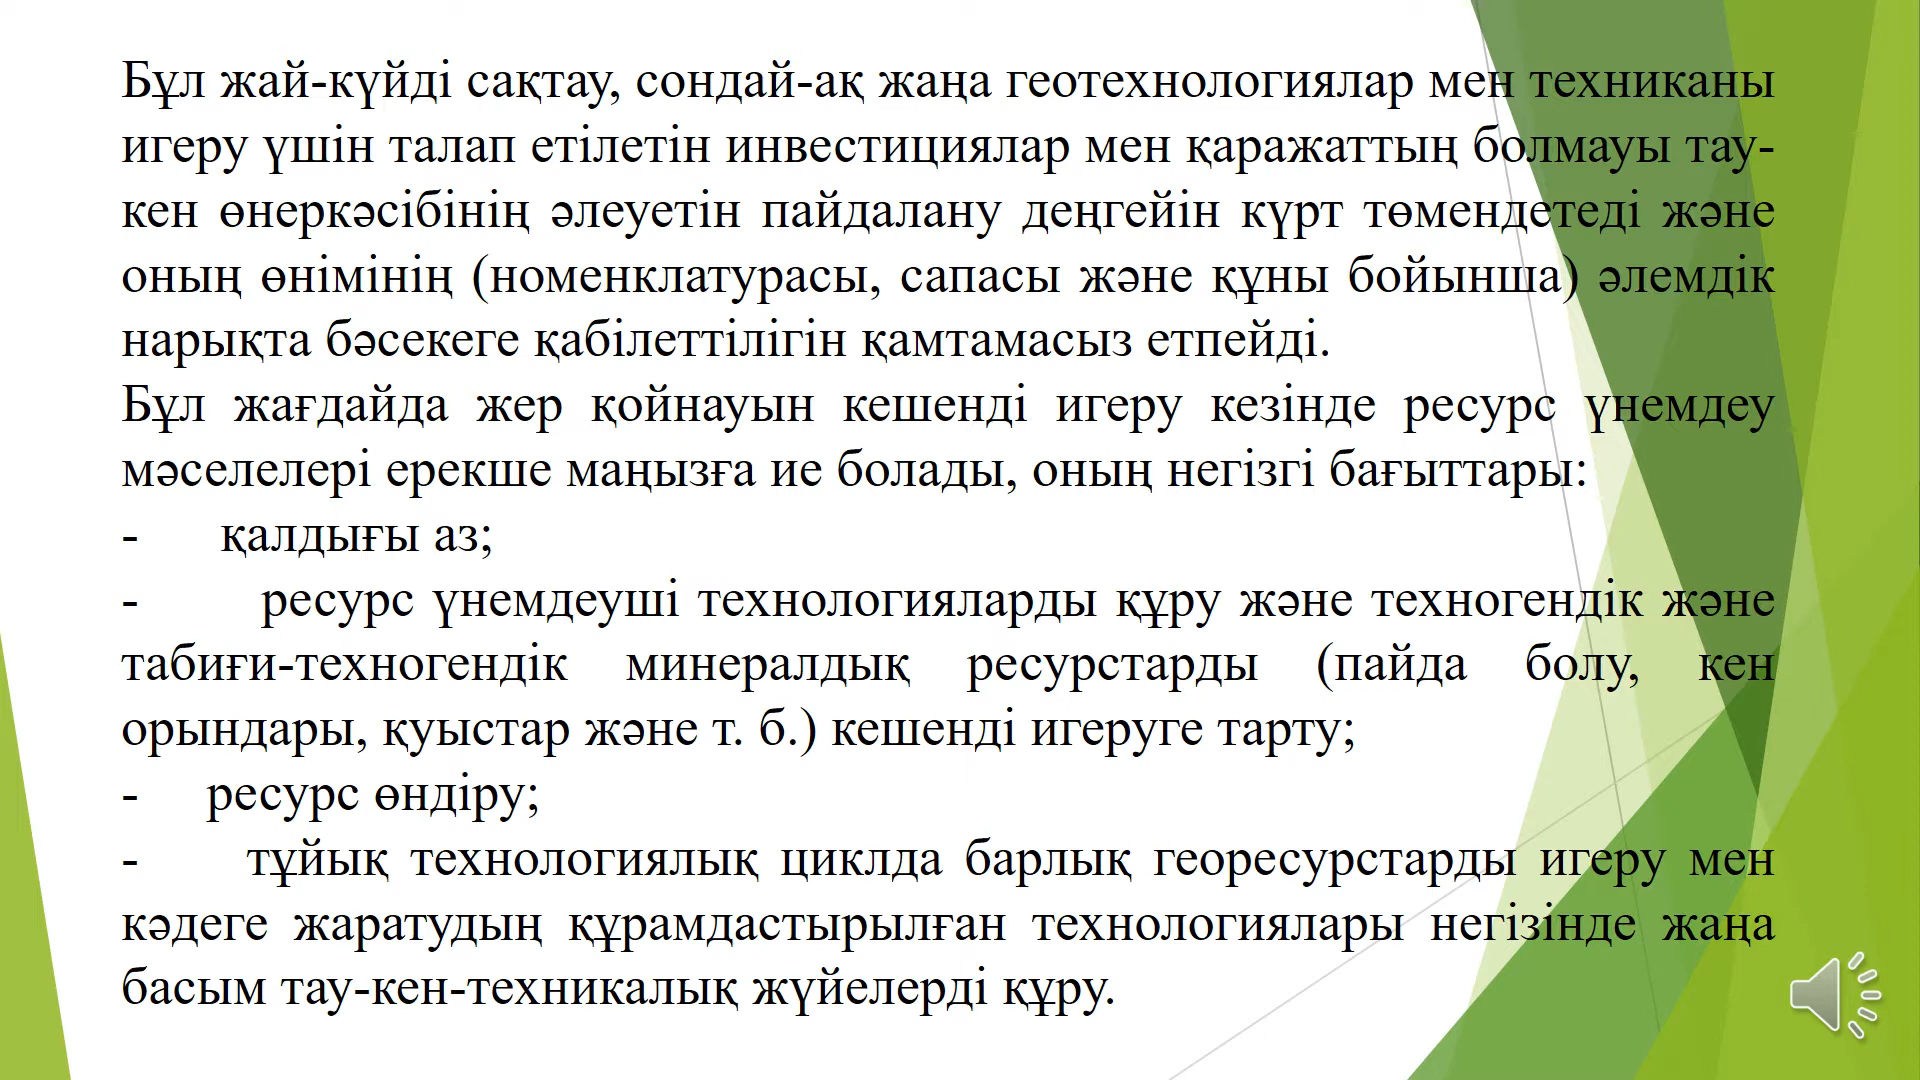 Бұл жай-күйді сақтау, сондай-ақ жаңа геотехнологиялар мен техниканы
игеру үшін талап етілетін инвестициялар мен қаражаттың болмауы тау-
кен өнеркәсібінің әлеуетін пайдалану деңгейін күрт төмендетеді және
оның өнімінің (номенклатурасы, сапасы және құны бойынша) әлемдік
нарықта бәсекеге қабілеттілігін қамтамасыз етпейді.
Бұл жағдайда жер қойнауын кешенді игеру кезінде ресурс үнемдеу
мәселелері ерекше маңызға ие болады, оның негізгі бағыттары:
- қалдығы аз;
- ресурс үнемдеуші технологияларды құру және техногендік және
табиғи-техногендік минералдық ресурстарды (пайда болу, кен
орындары, қуыстар және т. б.) кешенді игеруге тарту;
- ресурс өндіру;
- тұйық технологиялық циклда барлық георесурстарды игеру мен
кәдеге жаратудың құрамдастырылған технологиялары негізінде жаңа
басым тау-кен-техникалық жүйелерді құру.